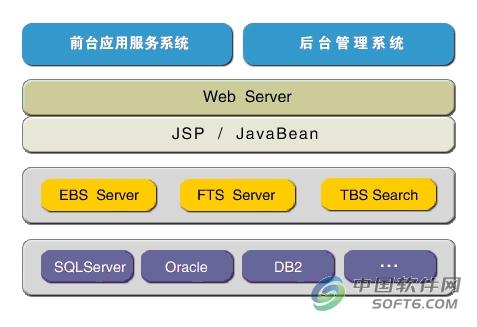 前台应用服务系统
后台管理系统
Web Server
JSP / JavaBean
EBS Server
FTS Server
TBS Search
SQLServer
Oracle
DB2
...
中国软件网
SOFT6.COM